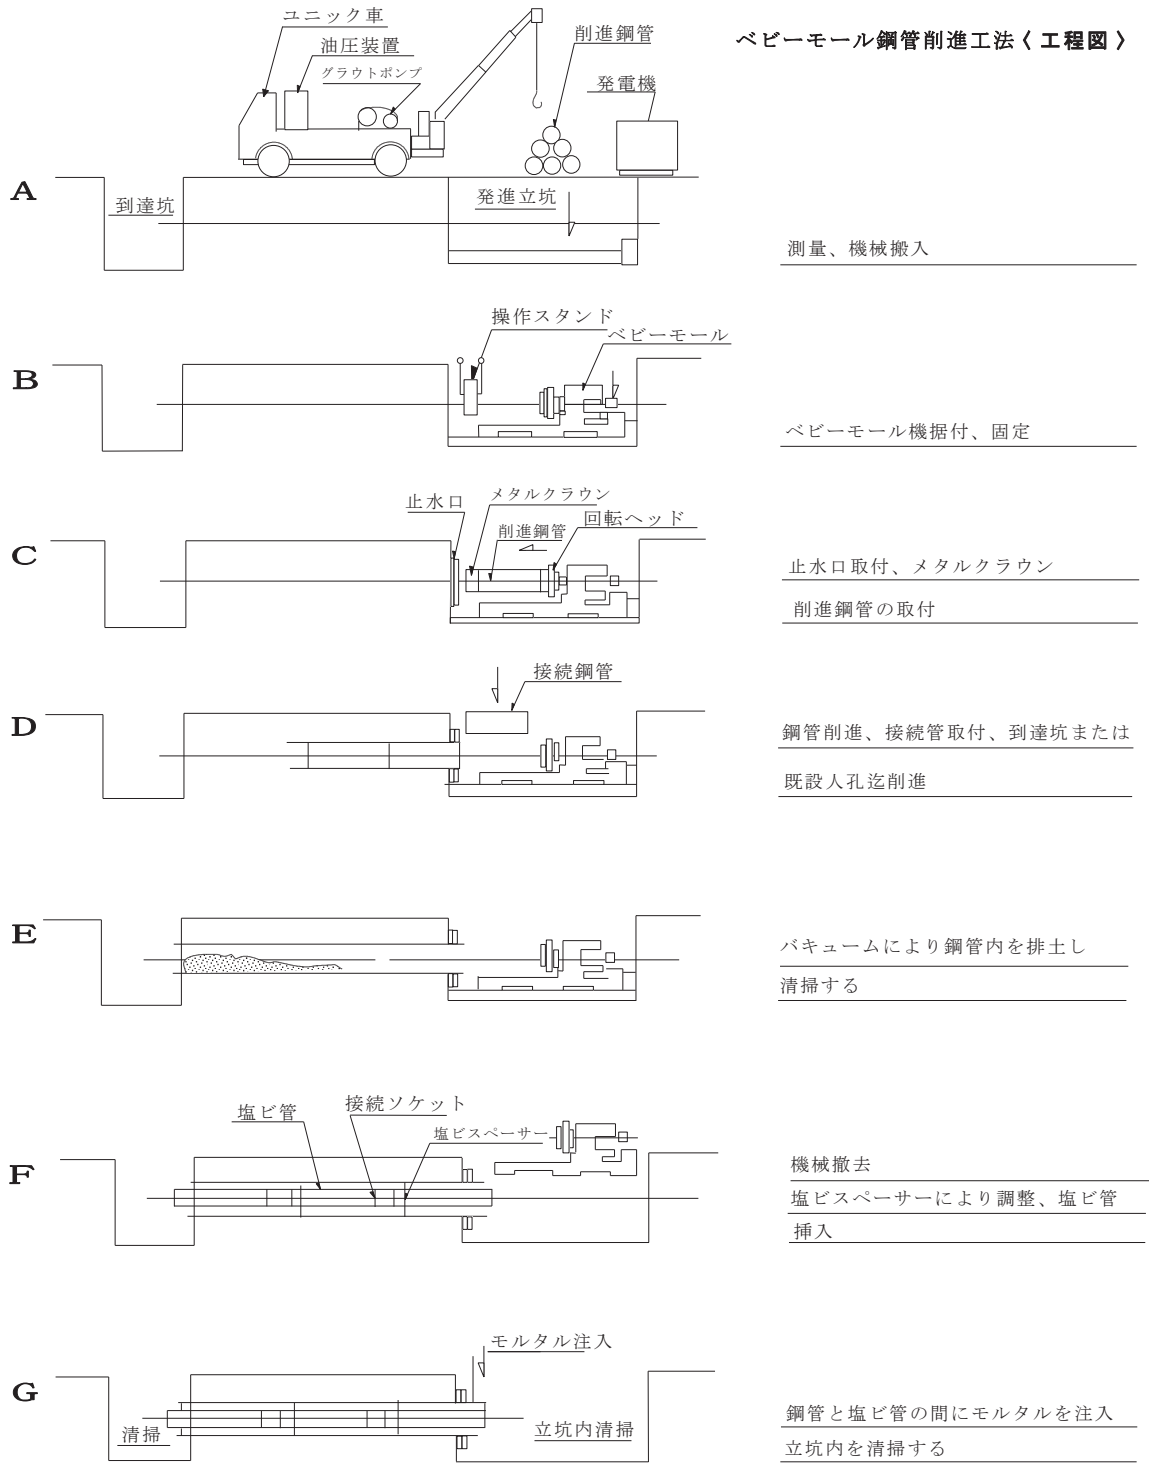 ベビーモール鋼管削進工法〈工程図〉
ユニック車
油圧装置
グラウトポンプ
削進鋼管
発電機
A
到達坑
発進立坑
測量、機械搬入
操作スタンド
ベビーモール
B
ベビーモール機据付、固定
止水口
メタルクラウン
削進鋼管
回転ヘッド
C
止水口取付、メタルクラウン
削進鋼管の取付
接続鋼管
D
鋼管削進、接続管取付、到達坑または
既設人孔迄削進
E
バキュームにより鋼管内を排土し
清掃する
塩ビ管
接続ソケット
塩ビスペーサー
F
機械撤去
塩ビスペーサーにより調整、塩ビ管
挿入
モルタル注入
G
清掃
立坑内清掃
鋼管と塩ビ管の間にモルタルを注入
立坑内を清掃する